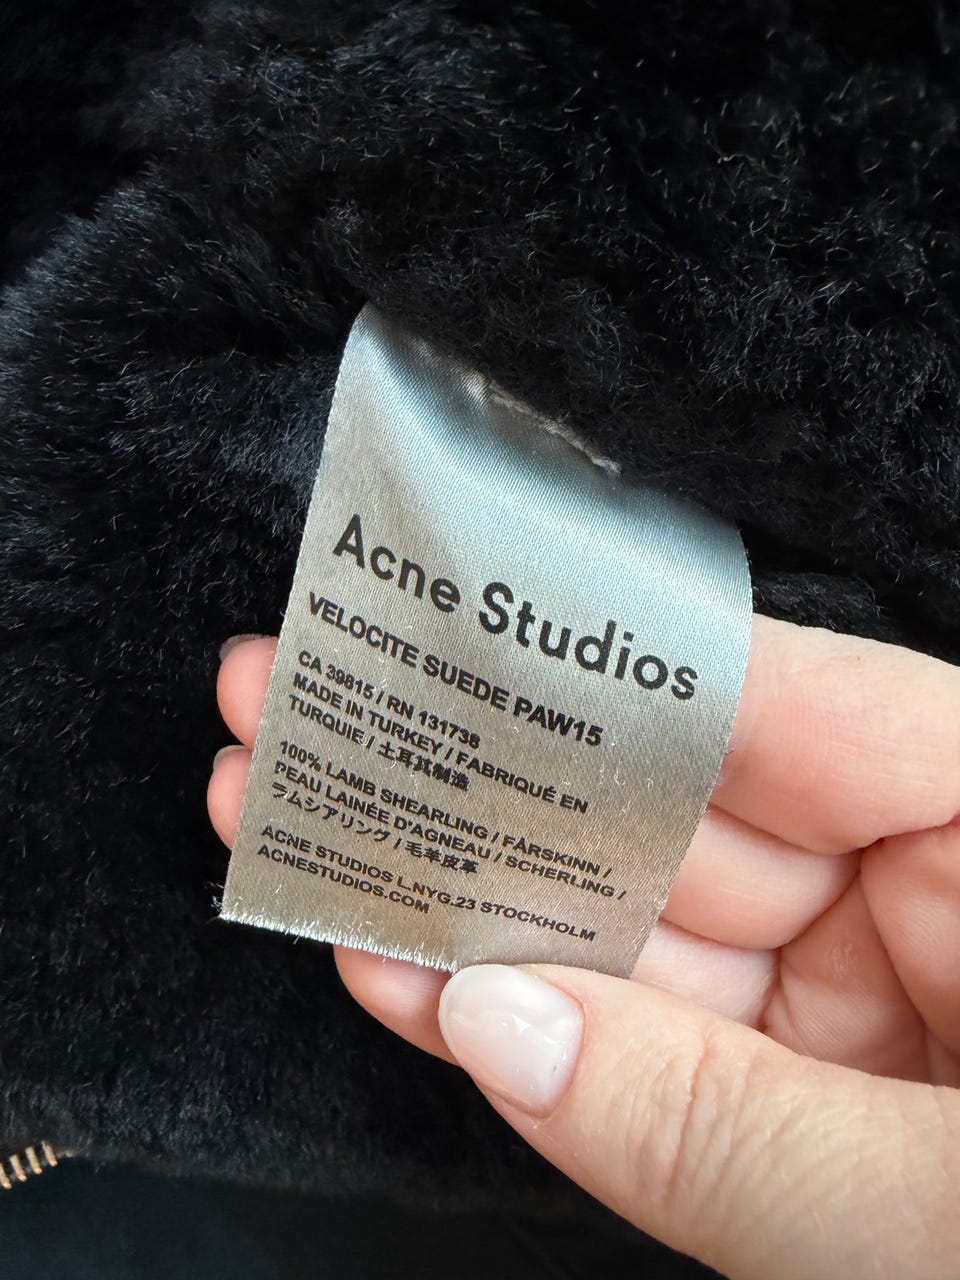 Acne Studios
VELOCITE SUEDE PAW15
CA 39815 / RN 131738
MADE IN TURKEY / FABRIQUÉ EN
TURQUIE / 土耳其制造
100% LAMB SHEARLING / FÅRSKINN /
PEAU LAINÉE D'AGNEAU / SCHERLING /
ラムシアリング / 毛羊皮革
ACNE STUDIOS L.NYG.23 STOCKHOLM
ACNESTUDIOS.COM